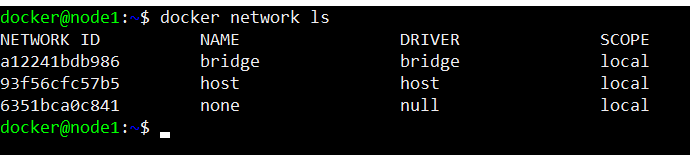 docker@node1:~$ docker network ls
NETWORK ID          NAME                DRIVER              SCOPE
a12241bdb986        bridge              bridge              local
93f56cfc57b5        host                host                local
6351bca0c841        none                null                local
docker@node1:~$